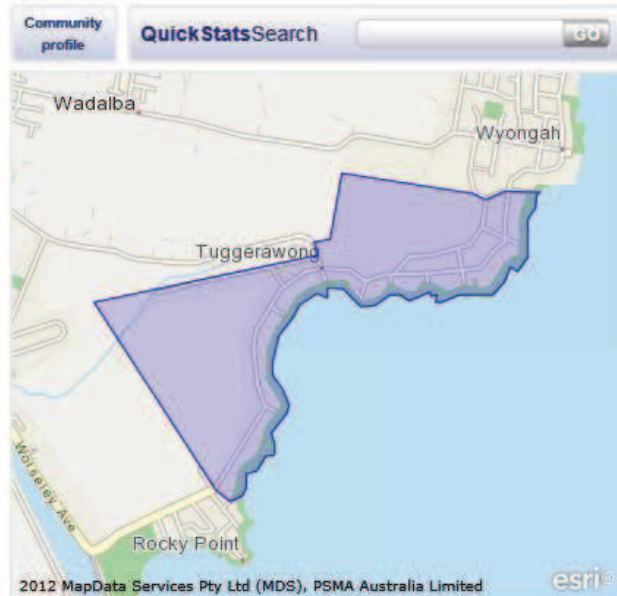 Community
profile
QuickStatsSearch
GO
Wadalba
Wyongah
Tuggerawong
Wolseley Ave
Rocky Point
2012 MapData Services Pty Ltd (MDS), PSMA Australia Limited
esri